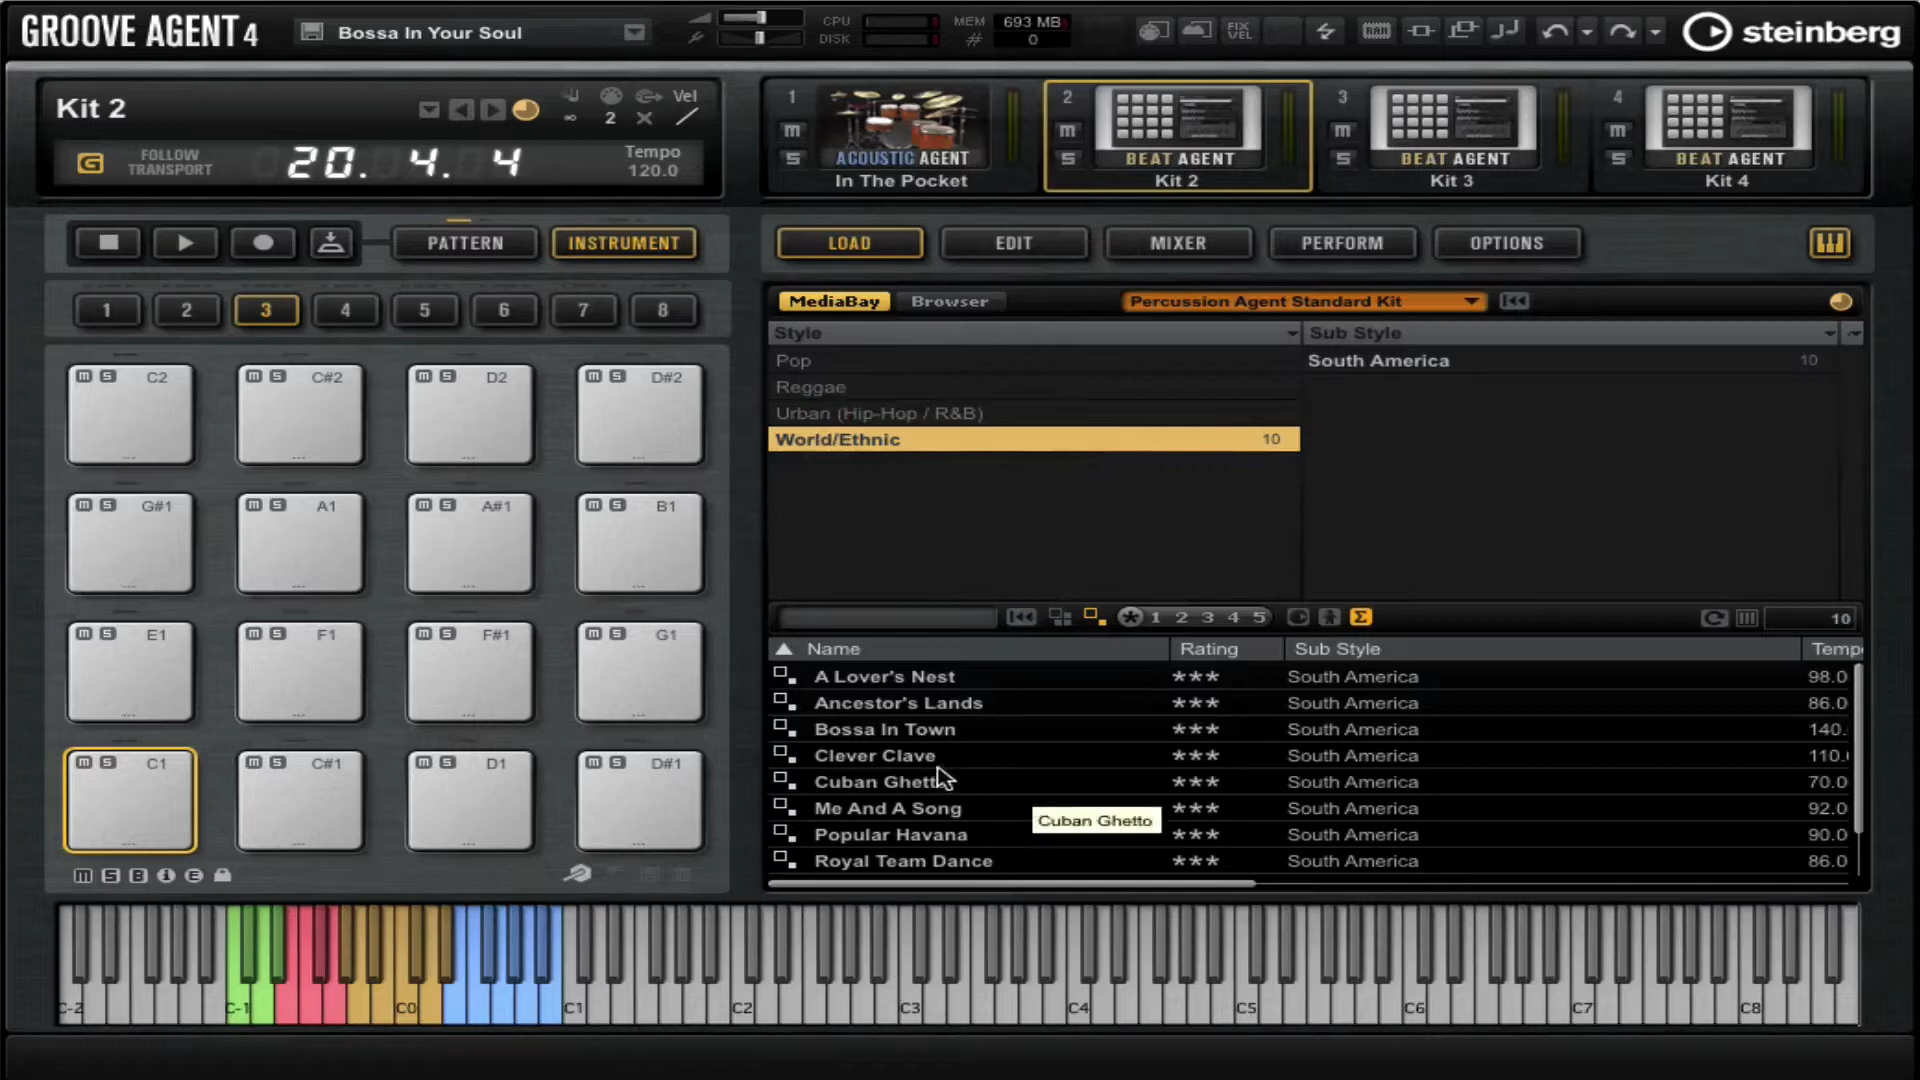 GROOVE AGENT 4
Bossa In Your Soul
CPU
DISK
MEM 693 MB
# 0
FIX VEL
RAM
steinberg
Kit 2
2
Vel
G
FOLLOW TRANSPORT
20. 4. 4
Tempo
120.0
1 M S ACOUSTIC AGENT
In The Pocket
2 M S BEAT AGENT
Kit 2
3 M S BEAT AGENT
Kit 3
4 M S BEAT AGENT
Kit 4
PATTERN INSTRUMENT
LOAD EDIT MIXER PERFORM OPTIONS
1 2 3 4 5 6 7 8
MediaBay Browser Percussion Agent Standard Kit
Style Sub Style
Pop
South America 10
Reggae
Urban (Hip-Hop / R&B)
World/Ethnic 10
M S C2 M S C#2 M S D2 M S D#2
M S G#1 M S A1 M S A#1 M S B1
M S E1 M S F1 M S F#1 M S G1
M S C1 M S C#1 M S D1 M S D#1
M S B i E
1 2 3 4 5 Σ 10
Name Rating Sub Style Temp
A Lover's Nest *** South America 98.0
Ancestor's Lands *** South America 86.0
Bossa In Town *** South America 140.
Clever Clave *** South America 110.
Cuban Ghetto *** South America 70.0
Me And A Song *** South America 92.0
Cuban Ghetto
Popular Havana *** South America 90.0
Royal Team Dance *** South America 86.0
C-2 C-1 C0 C1 C2 C3 C4 C5 C6 C7 C8